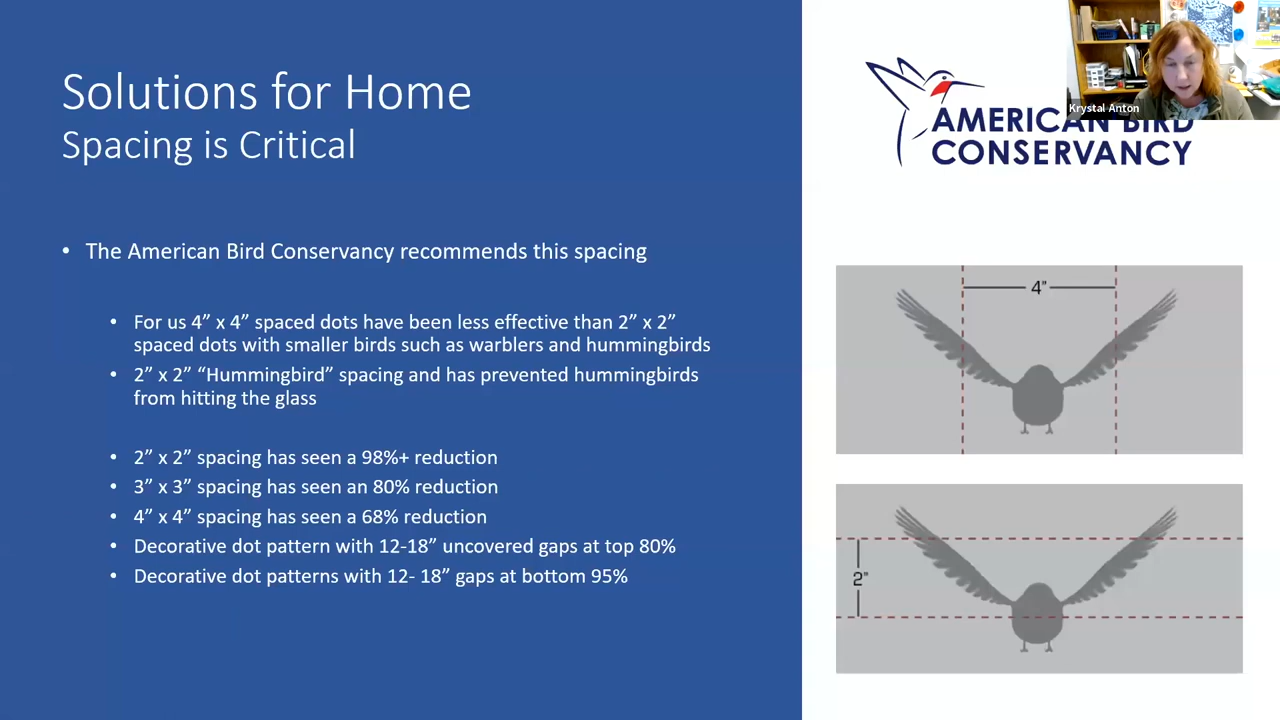 Solutions for Home
Spacing is Critical
• The American Bird Conservancy recommends this spacing
• For us 4” x 4” spaced dots have been less effective than 2” x 2”
spaced dots with smaller birds such as warblers and hummingbirds
• 2” x 2” “Hummingbird” spacing and has prevented hummingbirds
from hitting the glass
• 2” x 2” spacing has seen a 98%+ reduction
• 3” x 3” spacing has seen an 80% reduction
• 4” x 4” spacing has seen a 68% reduction
• Decorative dot pattern with 12-18” uncovered gaps at top 80%
• Decorative dot patterns with 12- 18” gaps at bottom 95%
Krystal Anton
AMERICAN BIRD
CONSERVANCY
4"
2"